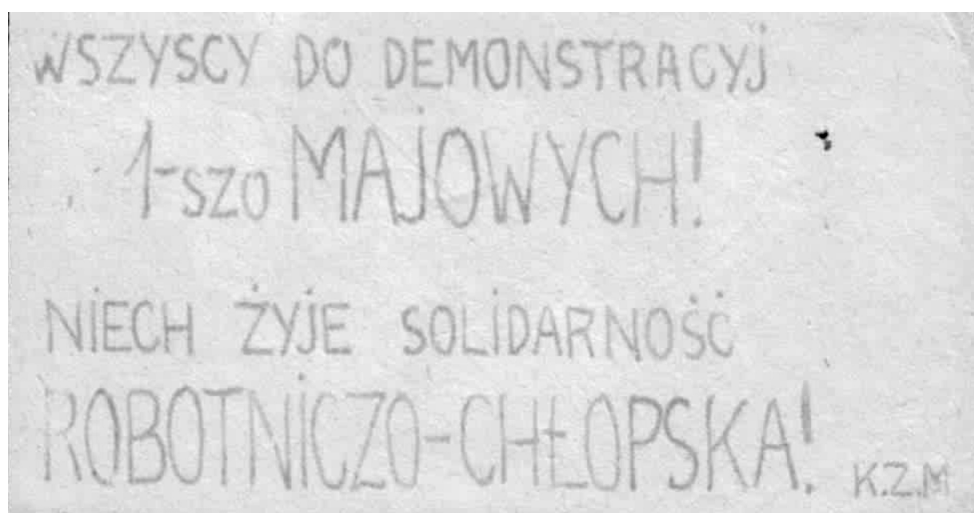 WSZYSCY DO DEMONSTRACYJ
1-SZO MAJOWYCH!
NIECH ŻYJE SOLIDARNOŚĆ
ROBOTNICZO-CHŁOPSKA!
K.Z.M